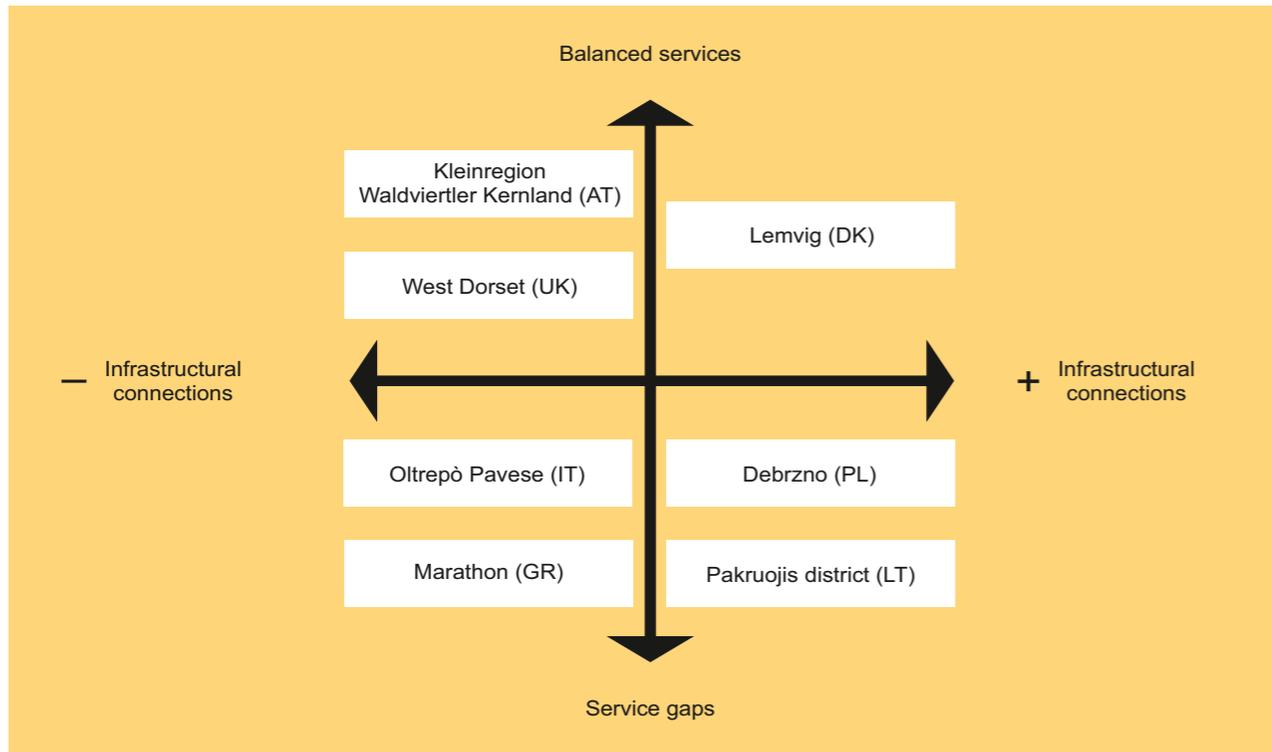 Balanced services
Kleinregion
Waldviertler Kernland (AT)
Lemvig (DK)
West Dorset (UK)
– Infrastructural
connections
+ Infrastructural
connections
Oltrepò Pavese (IT)
Debrzno (PL)
Marathon (GR)
Pakruojis district (LT)
Service gaps